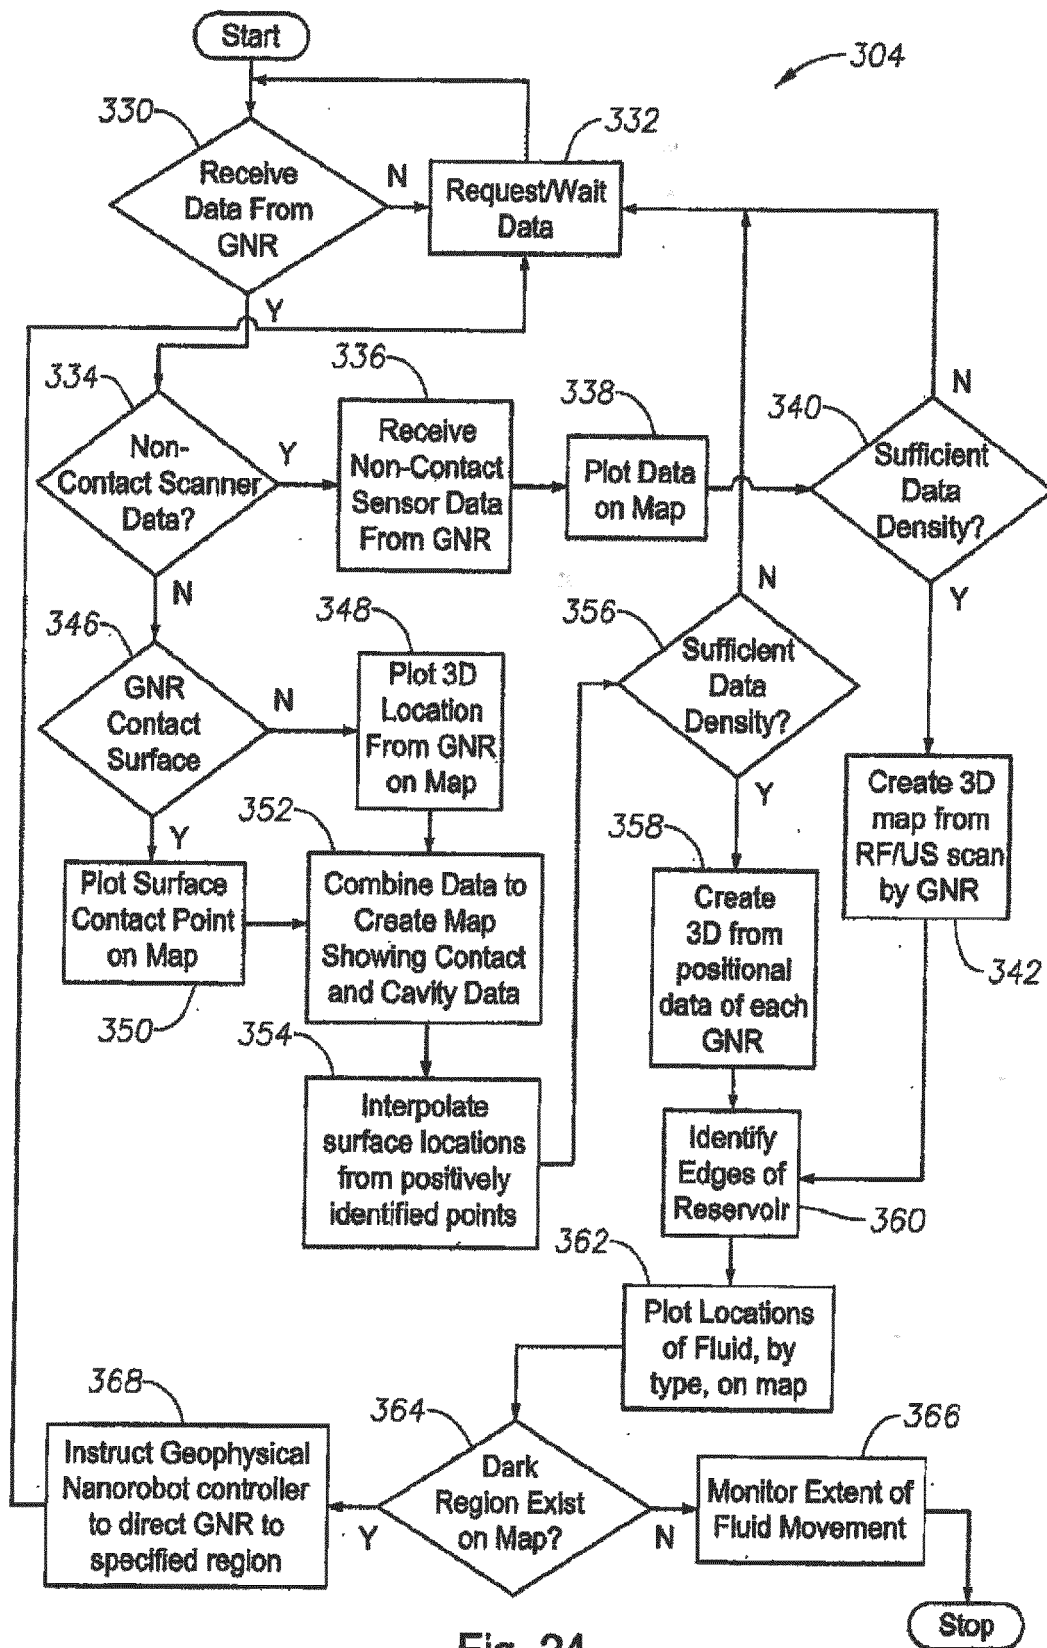 Start
304
330
Receive
Data From
GNR
N
Y
332
Request/Wait
Data
334
Non-
Contact Scanner
Data?
Y
N
336
Receive
Non-Contact
Sensor Data
From GNR
338
Plot Data
on Map
340
Sufficient
Data
Density?
N
Y
346
GNR
Contact
Surface
N
Y
348
Plot 3D
Location
From GNR
on Map
356
Sufficient
Data
Density?
N
Y
Create 3D
map from
RF/US scan
by GNR
342
350
Plot Surface
Contact Point
on Map
352
Combine Data to
Create Map
Showing Contact
and Cavity Data
358
Create
3D from
positional
data of each
GNR
354
Interpolate
surface locations
from positively
identified points
Identify
Edges of
Reservoir
360
362
Plot Locations
of Fluid, by
type, on map
368
Instruct Geophysical
Nanorobot controller
to direct GNR to
specified region
364
Dark
Region Exist
on Map?
Y
N
366
Monitor Extent of
Fluid Movement
Stop
Fig. 24